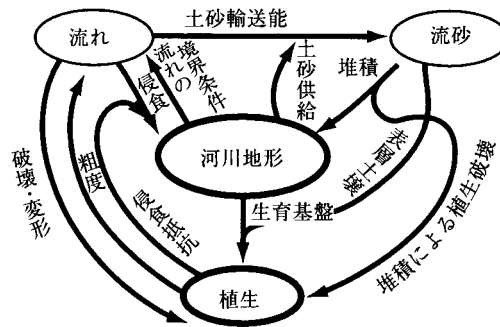 土砂輸送能
流れ
流砂
侵食
流れの
境界条件
土砂供給
堆積
河川地形
表層土壌
破壊・変形
粗度
侵食抵抗
生育基盤
堆積による植生破壊
植生